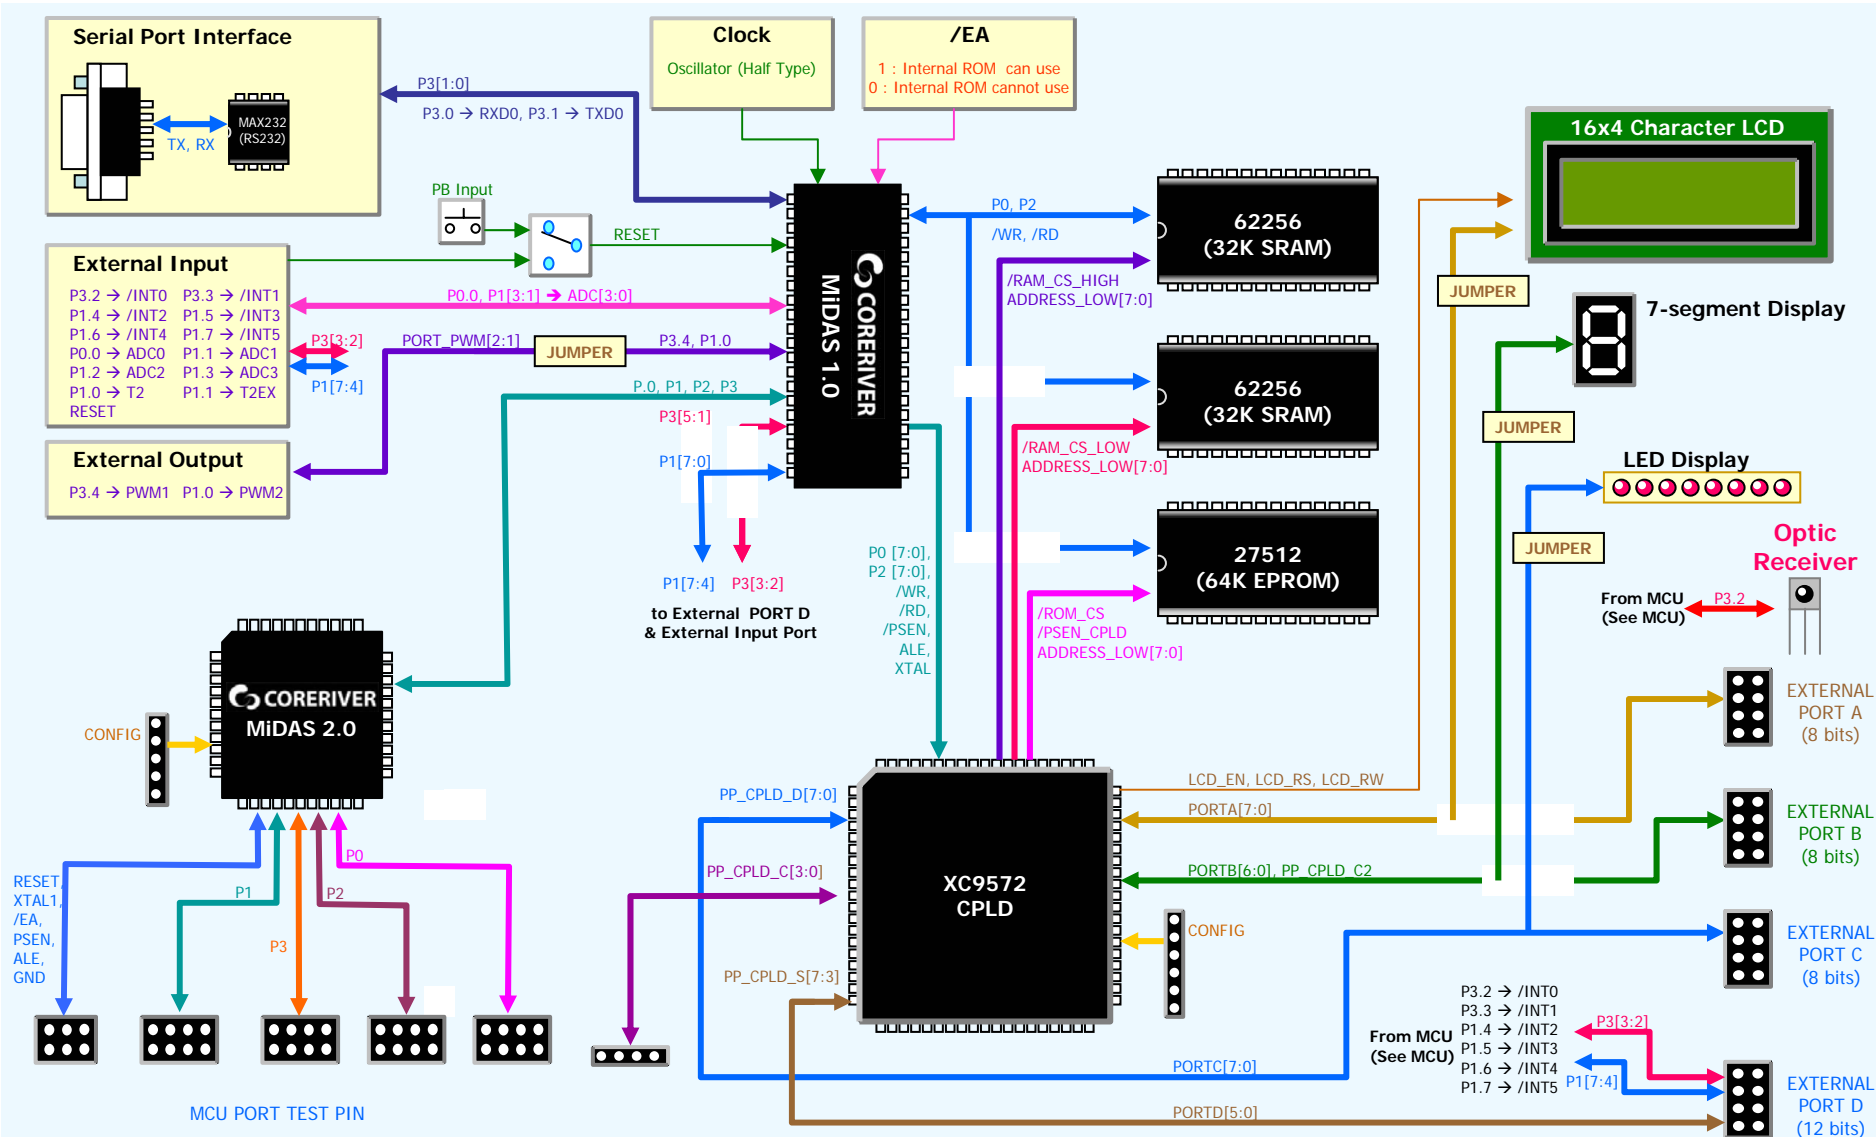 Serial Port Interface
MAX232
(RS232)
TX, RX
P3[1:0]
P3.0 → RXD0, P3.1 → TXD0
Clock
Oscillator (Half Type)
/EA
1 : Internal ROM can use
0 : Internal ROM cannot use
PB Input
RESET
External Input
P3.2 → /INT0 P3.3 → /INT1
P1.4 → /INT2 P1.5 → /INT3
P1.6 → /INT4 P1.7 → /INT5
P0.0 → ADC0 P1.1 → ADC1
P1.2 → ADC2 P1.3 → ADC3
P1.0 → T2 P1.1 → T2EX
RESET
P3[3:2]
P1[7:4]
P0.0, P1[3:1] → ADC[3:0]
PORT_PWM[2:1]
JUMPER
P3.4, P1.0
P.0, P1, P2, P3
P3[5:1]
P1[7:0]
External Output
P3.4 → PWM1 P1.0 → PWM2
P1[7:4]
P3[3:2]
to External PORT D
& External Input Port
CORERIVER
MiDAS 1.0
P0, P2
/WR, /RD
/RAM_CS_HIGH
ADDRESS_LOW[7:0]
62256
(32K SRAM)
/RAM_CS_LOW
ADDRESS_LOW[7:0]
62256
(32K SRAM)
/ROM_CS
/PSEN_CPLD
ADDRESS_LOW[7:0]
27512
(64K EPROM)
P0 [7:0],
P2 [7:0],
/WR,
/RD,
/PSEN,
ALE,
XTAL
16x4 Character LCD
JUMPER
7-segment Display
JUMPER
LED Display
JUMPER
Optic
Receiver
From MCU
(See MCU)
P3.2
CORERIVER
MiDAS 2.0
CONFIG
RESET,
XTAL1,
/EA,
PSEN,
ALE,
GND
P1
P3
P2
P0
MCU PORT TEST PIN
PP_CPLD_D[7:0]
PP_CPLD_C[3:0]
PP_CPLD_S[7:3]
XC9572
CPLD
CONFIG
LCD_EN, LCD_RS, LCD_RW
PORTA[7:0]
PORTB[6:0], PP_CPLD_C2
PORTC[7:0]
PORTD[5:0]
EXTERNAL
PORT A
(8 bits)
EXTERNAL
PORT B
(8 bits)
EXTERNAL
PORT C
(8 bits)
From MCU
(See MCU)
P3.2 → /INT0
P3.3 → /INT1
P1.4 → /INT2
P1.5 → /INT3
P1.6 → /INT4
P1.7 → /INT5
P3[3:2]
P1[7:4]
EXTERNAL
PORT D
(12 bits)